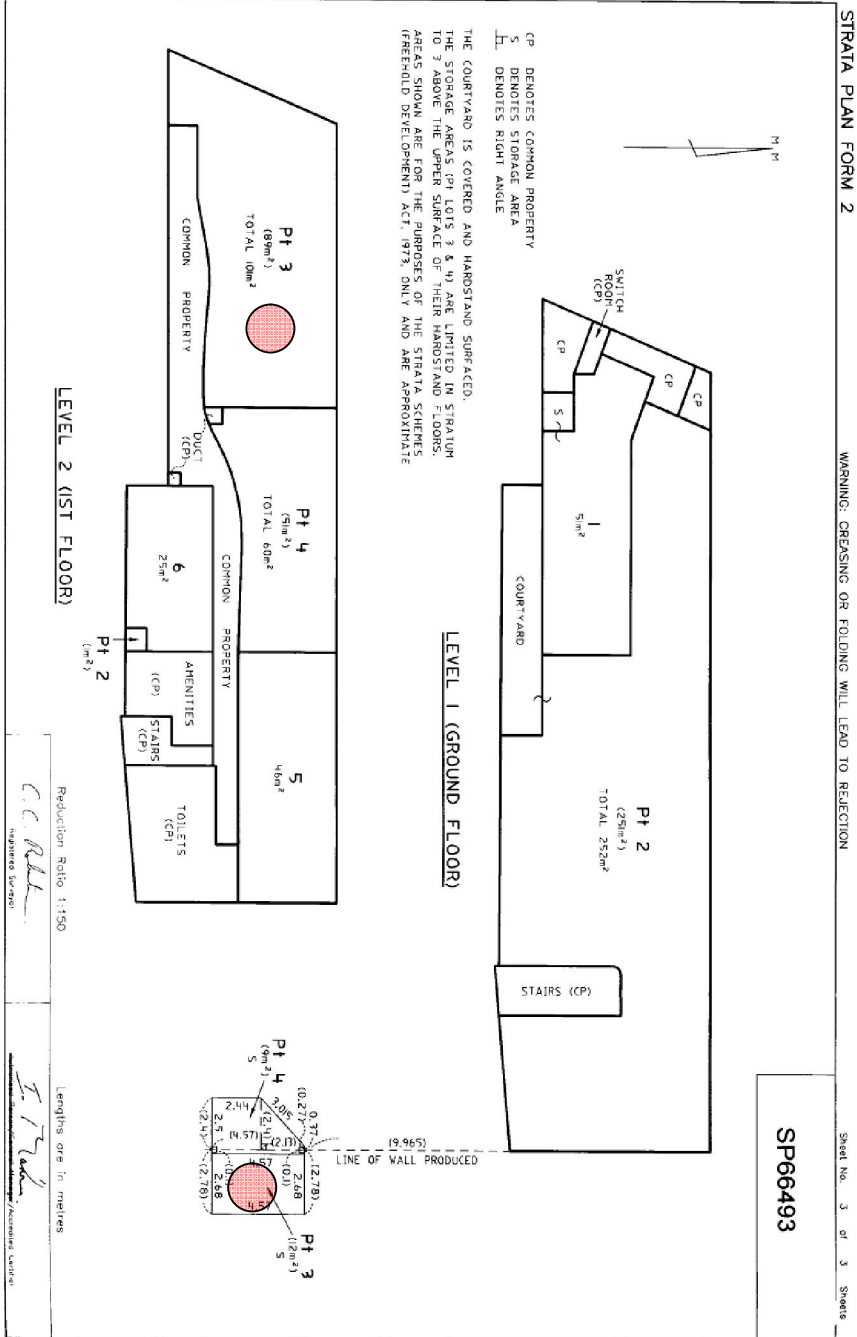 STRATA PLAN FORM 2
WARNING: CREASING OR FOLDING WILL LEAD TO REJECTION
Sheet No. 3 of 3 Sheets
SP66493
M M
CP DENOTES COMMON PROPERTY
S DENOTES STORAGE AREA
DENOTES RIGHT ANGLE
THE COURTYARD IS COVERED AND HARDSTAND SURFACED.
THE STORAGE AREAS (Pt LOTS 3 & 4) ARE LIMITED IN STRATUM
TO 3 ABOVE THE UPPER SURFACE OF THEIR HARDSTAND FLOORS.
AREAS SHOWN ARE FOR THE PURPOSES OF THE STRATA SCHEMES
(FREEHOLD DEVELOPMENT) ACT, 1973, ONLY AND ARE APPROXIMATE
SWITCH
ROOM
(CP)
CP
CP
CP
S
1
51m²
COURTYARD
Pt 2
(251m²)
TOTAL 252m²
STAIRS (CP)
LEVEL 1 (GROUND FLOOR)
(9.965)
LINE OF WALL PRODUCED
Pt 4
(9m²)
S
Pt 3
(12m²)
S
3.015
(0.27)
0.37
2.44
(2.4)
2.5
(2.4)
(4.57)
(2.13)
4.57
(0.1)
2.68
(2.78)
2.68
(2.78)
Pt 3
(89m²)
TOTAL 101m²
COMMON PROPERTY
DUCT
(CP)
Pt 4
(51m²)
TOTAL 60m²
COMMON PROPERTY
6
25m²
Pt 2
(1m²)
AMENITIES
(CP)
STAIRS
(CP)
5
46m²
TOILETS
(CP)
LEVEL 2 (1ST FLOOR)
Reduction Ratio 1:150
Lengths are in metres
Registered Surveyor
/Accredited Certifier